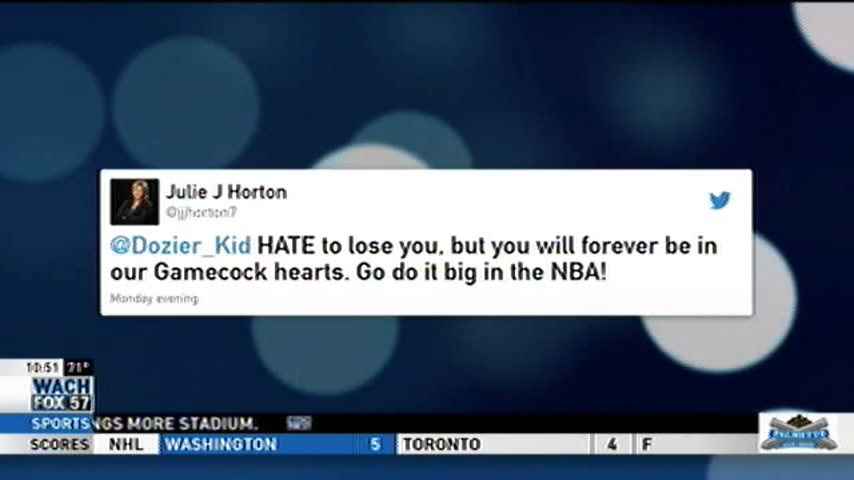 Julie J Horton
@jjhorton7
@Dozier_Kid HATE to lose you, but you will forever be in
our Gamecock hearts. Go do it big in the NBA!
Monday evening
10:51 71°
WACH
FOX 57
SPORTS NGS MORE STADIUM.
SCORES NHL WASHINGTON 5 TORONTO 4 F